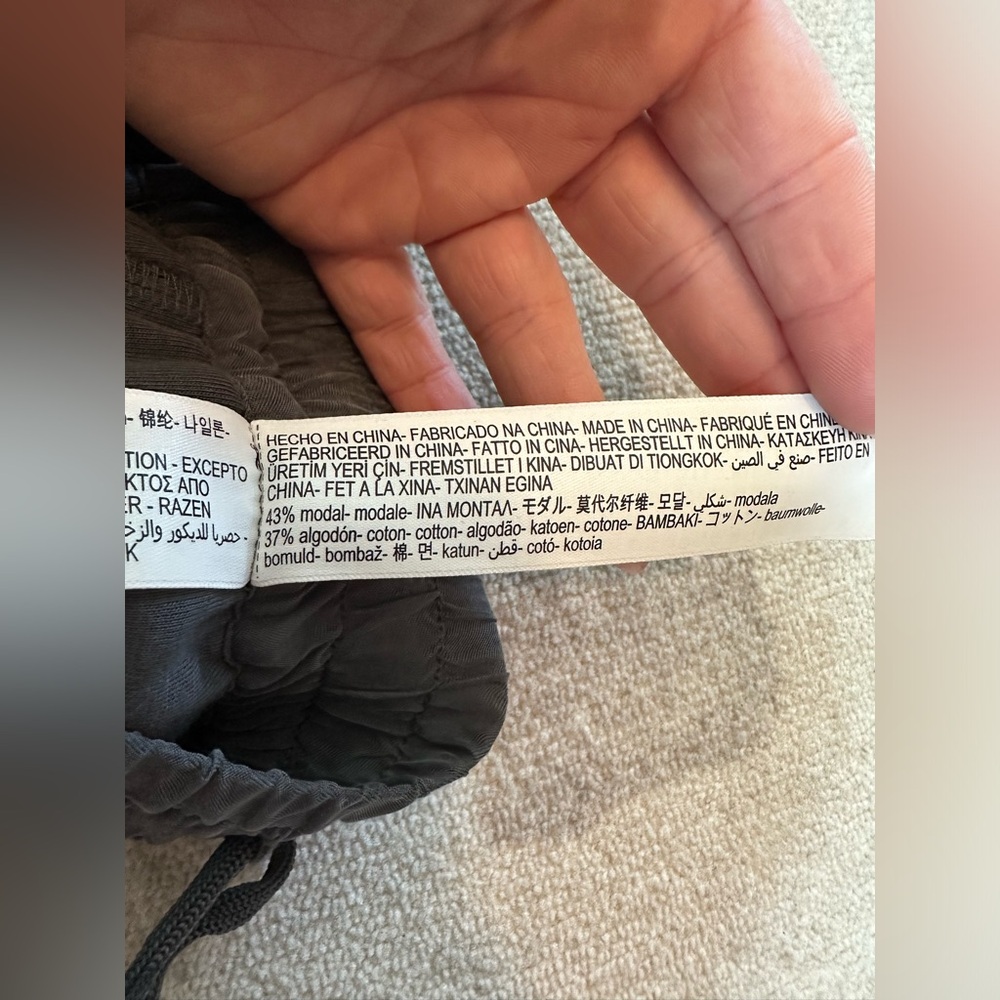 - 锦纶- 나일론-
TION - EXCEPTO
ΚΤΟΣ ΑΠΟ
ER - RAZEN
حصريا للديكور -
K
HECHO EN CHINA- FABRICADO NA CHINA- MADE IN CHINA- FABRIQUÉ EN CHINE
GEFABRICEERD IN CHINA- FATTO IN CINA- HERGESTELLT IN CHINA- ΚΑΤΑΣΚΕΥΗ
ÜRETİM YERİ ÇİN- FREMSTILLET I KINA- DIBUAT DI TIONGKOK- صنع في الصين- FEITO EN
CHINA- FET A LA XINA- TXINAN EGINA
43% modal- modale- ΙΝΑ ΜΟΝΤΑΛ- モダル- 莫代尔纤维- 모달- شكلي- modala
37% algodón- coton- cotton- algodão- katoen- cotone- ΒΑΜΒΑΚΙ- コットン- baumwolle-
bomuld- bombaž- 棉- 면- katun- قطن- cotó- kotoia